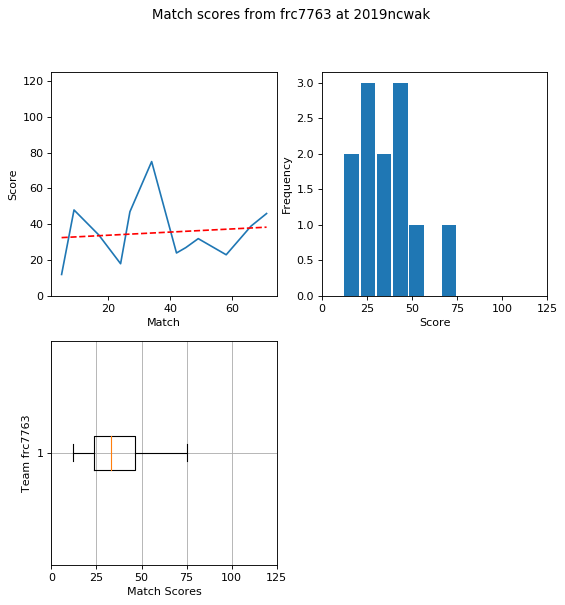 Match scores from frc7763 at 2019ncwak
120
100
80
60
40
20
0
Score
20 40 60
Match
3.0
2.5
2.0
1.5
1.0
0.5
0.0
Frequency
0 25 50 75 100 125
Score
Team frc7763
1
0 25 50 75 100 125
Match Scores